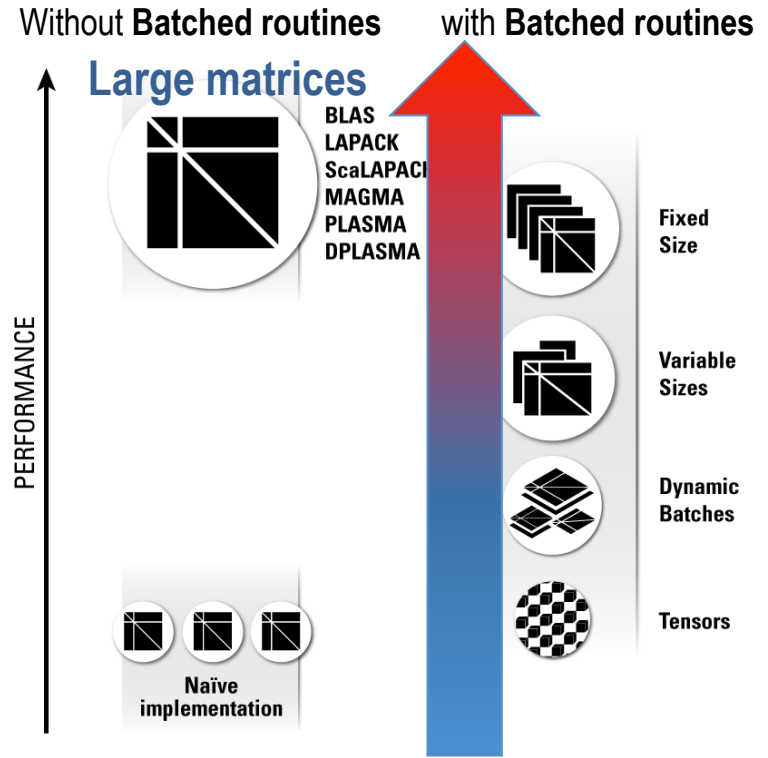 Without Batched routines
with Batched routines
Large matrices
BLAS
LAPACK
ScaLAPACK
MAGMA
PLASMA
DPLASMA
Fixed
Size
Variable
Sizes
Dynamic
Batches
Tensors
PERFORMANCE
Naïve
implementation